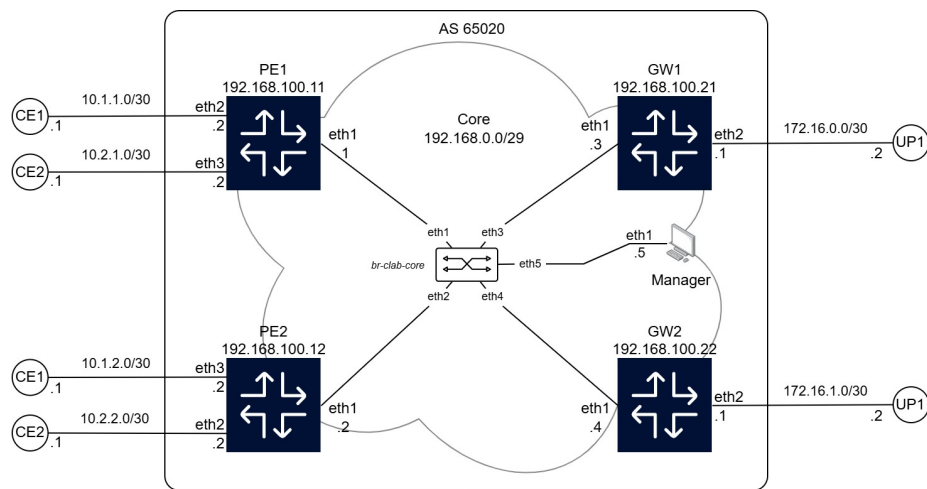 AS 65020
PE1
192.168.100.11
GW1
192.168.100.21
10.1.1.0/30
eth2
CE1
.1
.2
10.2.1.0/30
eth3
CE2
.1
.2
eth1
.1
Core
192.168.0.0/29
eth1
.3
eth2
.1
172.16.0.0/30
UP1
.2
eth1
eth3
br-clab-core
eth5
eth2
eth4
eth1
.5
Manager
PE2
192.168.100.12
GW2
192.168.100.22
10.1.2.0/30
eth3
CE1
.1
.2
10.2.2.0/30
eth2
CE2
.1
.2
eth1
.2
eth1
.4
eth2
.1
172.16.1.0/30
UP1
.2